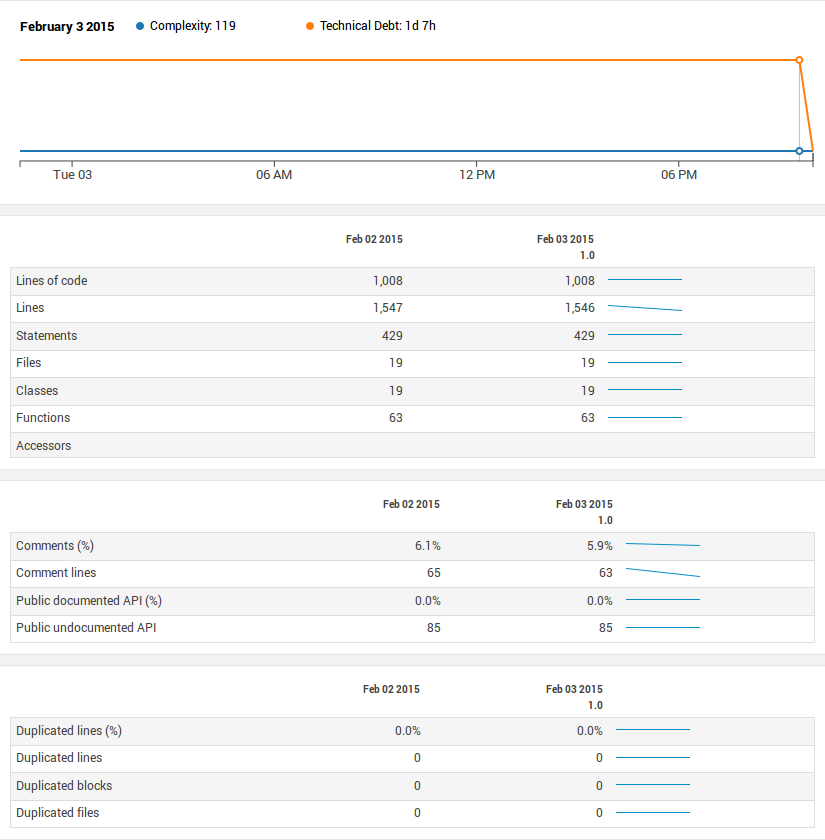 February 3 2015 Complexity: 119 Technical Debt: 1d 7h
Tue 03 06 AM 12 PM 06 PM
Feb 02 2015 Feb 03 2015
1.0
Lines of code 1,008 1,008
Lines 1,547 1,546
Statements 429 429
Files 19 19
Classes 19 19
Functions 63 63
Accessors
Feb 02 2015 Feb 03 2015
1.0
Comments (%) 6.1% 5.9%
Comment lines 65 63
Public documented API (%) 0.0% 0.0%
Public undocumented API 85 85
Feb 02 2015 Feb 03 2015
1.0
Duplicated lines (%) 0.0% 0.0%
Duplicated lines 0 0
Duplicated blocks 0 0
Duplicated files 0 0